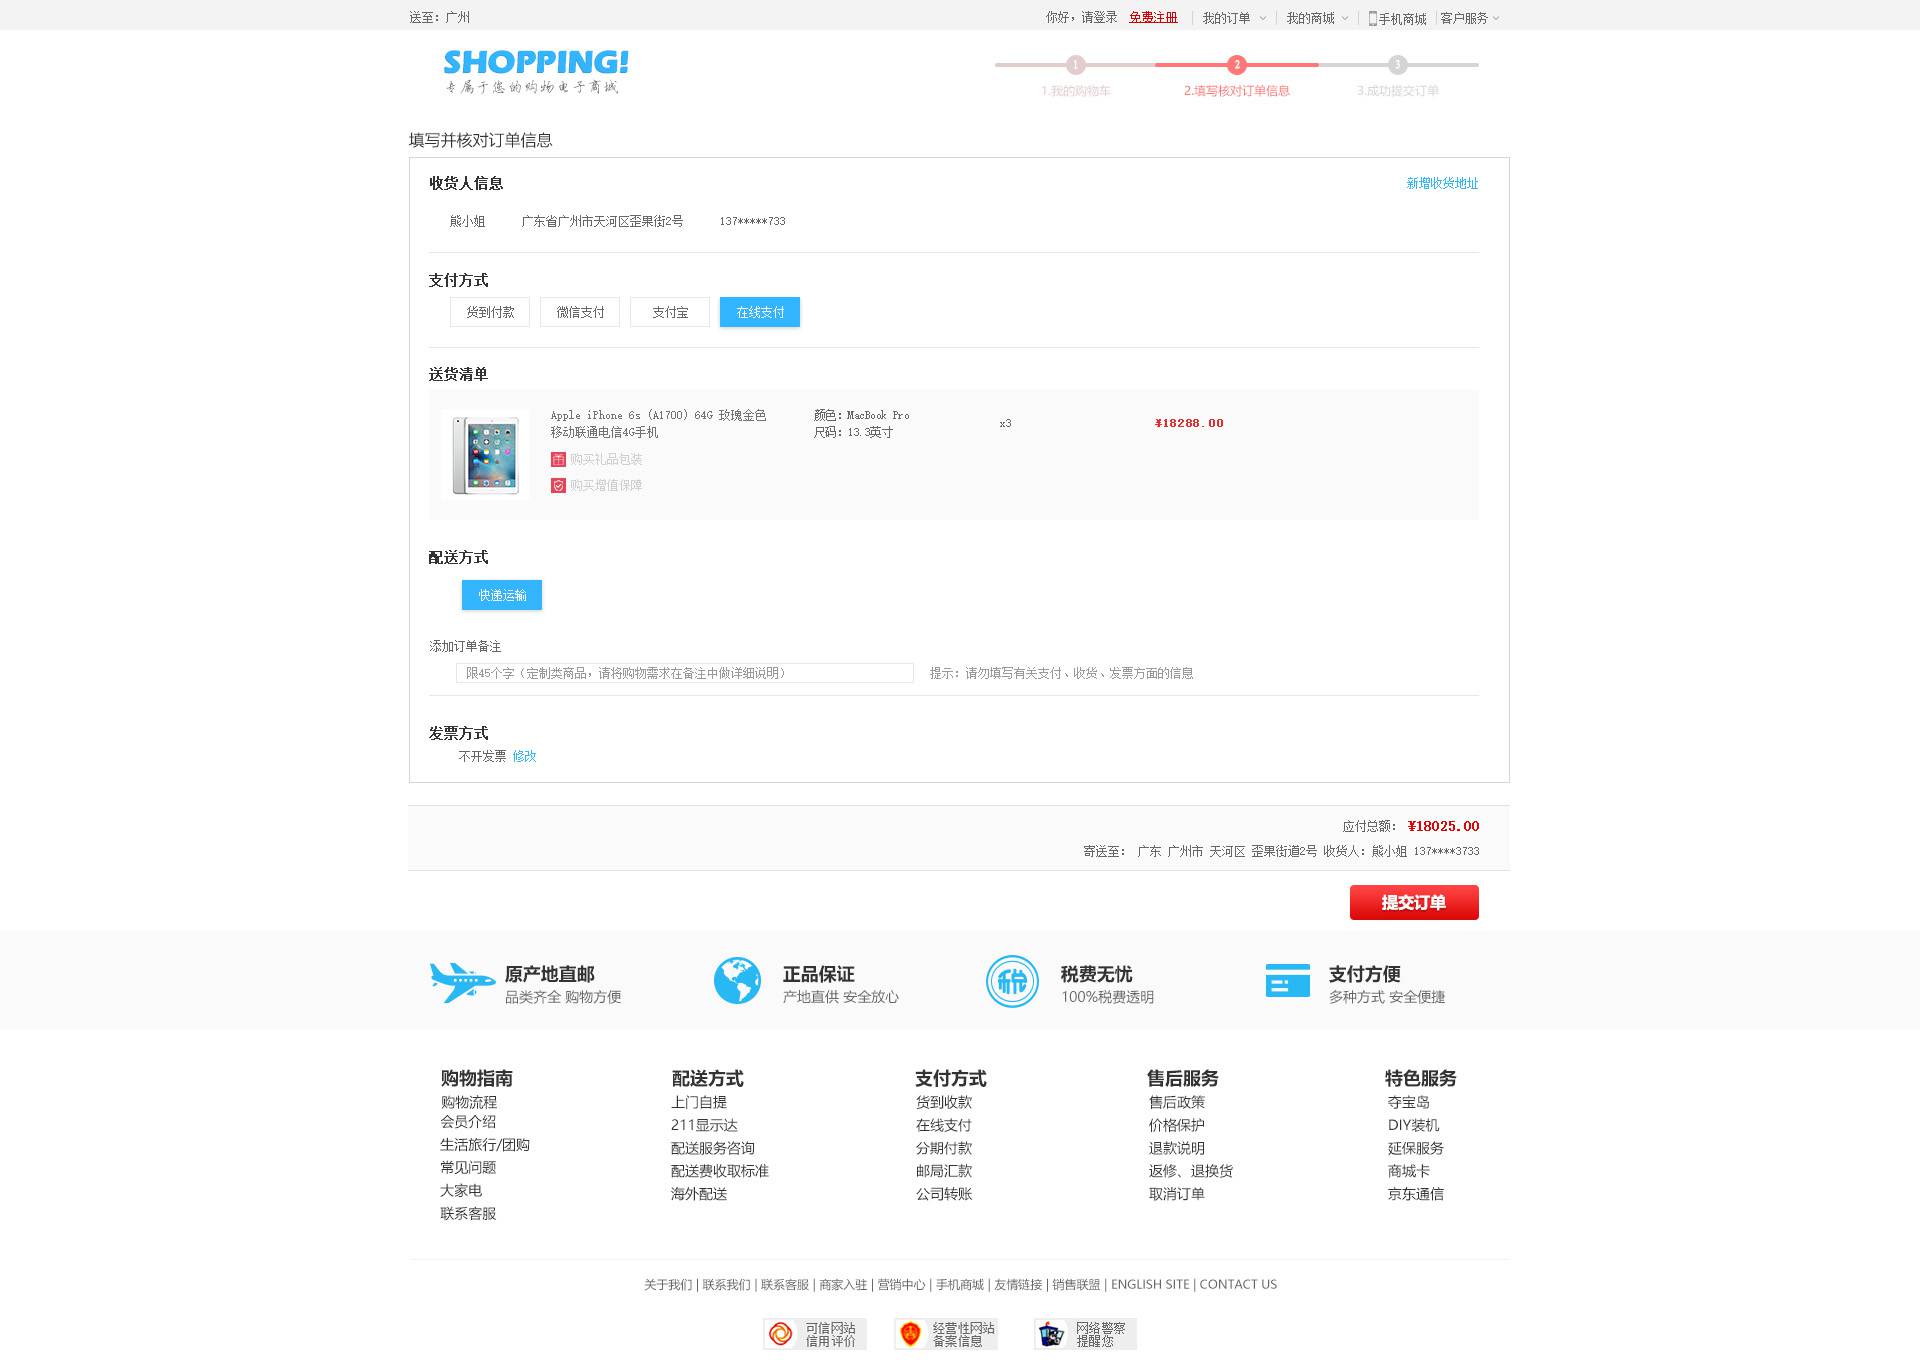 送至：广州
你好，请登录 免费注册 我的订单 我的商城 手机商城 客户服务
SHOPPING!
专属于您的购物电子商城
1 2 3
1.我的购物车 2.填写核对订单信息 3.成功提交订单
填写并核对订单信息
收货人信息 新增收货地址
熊小姐 广东省广州市天河区歪果街2号 137*****733
支付方式
货到付款 微信支付 支付宝 在线支付
送货清单
Apple iPhone 6s (A1700) 64G 玫瑰金色
移动联通电信4G手机
颜色：MacBook Pro
尺码：13.3英寸
x3
¥18288.00
购买礼品包装
购买增值保障
配送方式
快递运输
添加订单备注
限45个字（定制类商品，请将购物需求在备注中做详细说明） 提示：请勿填写有关支付、收货、发票方面的信息
发票方式
不开发票 修改
应付总额： ¥18025.00
寄送至： 广东 广州市 天河区 歪果街道2号 收货人：熊小姐 137****3733
提交订单
原产地直邮
品类齐全 购物方便
正品保证
产地直供 安全放心
税
税费无忧
100%税费透明
支付方便
多种方式 安全便捷
购物指南
购物流程
会员介绍
生活旅行/团购
常见问题
大家电
联系客服
配送方式
上门自提
211显示达
配送服务咨询
配送费收取标准
海外配送
支付方式
货到收款
在线支付
分期付款
邮局汇款
公司转账
售后服务
售后政策
价格保护
退款说明
返修、退换货
取消订单
特色服务
夺宝岛
DIY装机
延保服务
商城卡
京东通信
关于我们 | 联系我们 | 联系客服 | 商家入驻 | 营销中心 | 手机商城 | 友情链接 | 销售联盟 | ENGLISH SITE | CONTACT US
可信网站
信用评价
经营性网站
备案信息
网络警察
提醒您